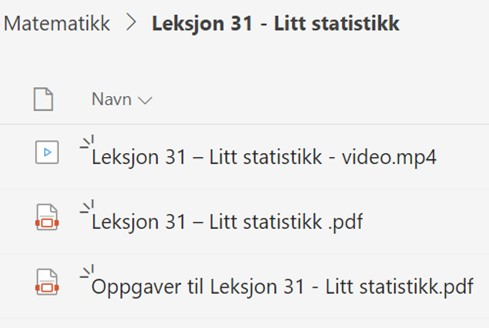 Matematikk > Leksjon 31 - Litt statistikk
Navn
Leksjon 31 – Litt statistikk - video.mp4
Leksjon 31 – Litt statistikk .pdf
Oppgaver til Leksjon 31 - Litt statistikk.pdf